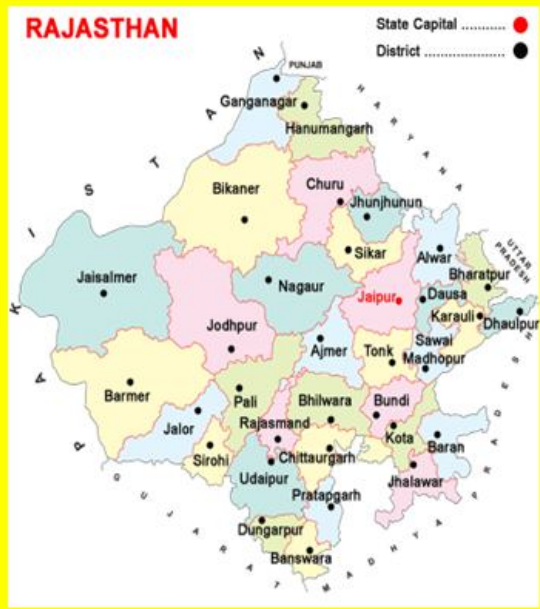 RAJASTHAN
State Capital ..........
District ....................
PAKISTAN
PUNJAB
HARYANA
Ganganagar
Hanumangarh
Churu
Bikaner
Jhunjhunun
Sikar
Alwar
UTTAR
PRADESH
Bharatpur
Jaisalmer
Nagaur
Jaipur
Dausa
Karauli
Dhaulpur
Jodhpur
Ajmer
Tonk
Sawai
Madhopur
Barmer
Pali
Bhilwara
Bundi
Jalor
Rajasmand
Kota
Baran
Sirohi
Chittaurgarh
Udaipur
Jhalawar
Pratapgarh
Dungarpur
Banswara
GUJARAT
MADHYA PRADESH